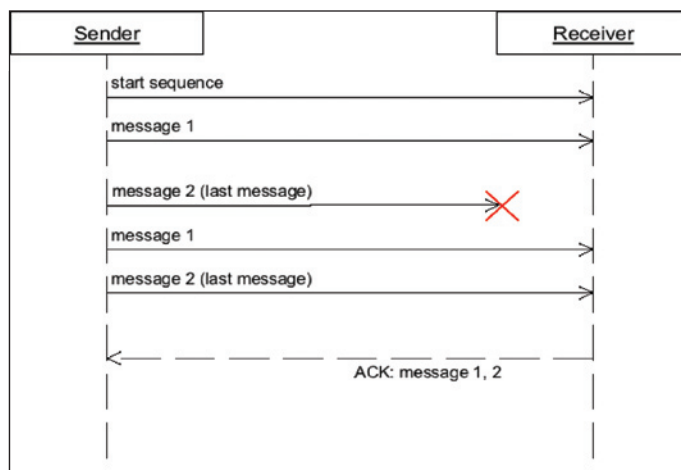 Sender
Receiver
start sequence
message 1
message 2 (last message)
message 1
message 2 (last message)
ACK: message 1, 2